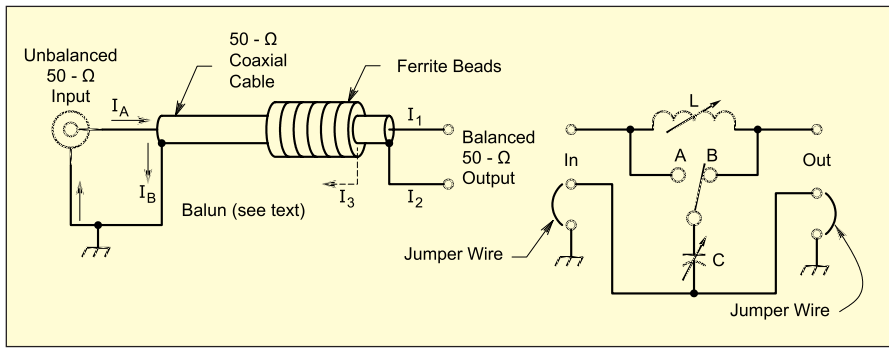 Unbalanced
50 - Ω
Input
I_A
I_B
50 - Ω
Coaxial
Cable
Ferrite Beads
I_1
I_2
I_3
Balanced
50 - Ω
Output
Balun (see text)
L
A
B
In
Out
C
Jumper Wire
Jumper Wire